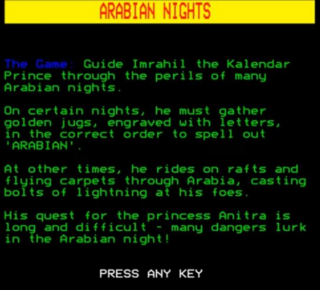 ARABIAN NIGHTS
The Game: Guide Imrahil the Kalendar
Prince through the perils of many
Arabian nights.
On certain nights, he must gather
golden jugs, engraved with letters,
in the correct order to spell out
'ARABIAN'.
At other times, he rides on rafts and
flying carpets through Arabia, casting
bolts of lightning at his foes.
His quest for the princess Anitra is
long and difficult - many dangers lurk
in the Arabian night!
PRESS ANY KEY